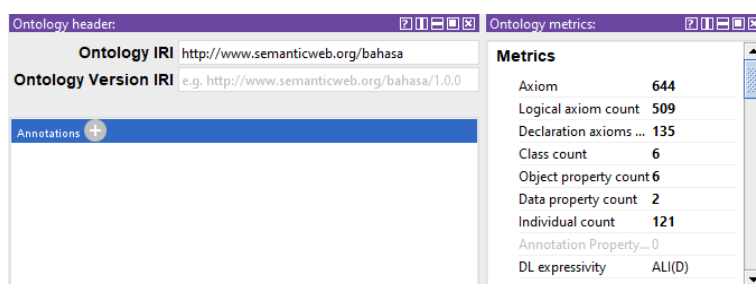 Ontology header:
Ontology IRI http://www.semanticweb.org/bahasa
Ontology Version IRI e.g. http://www.semanticweb.org/bahasa/1.0.0
Annotations
Ontology metrics:
Metrics
Axiom 644
Logical axiom count 509
Declaration axioms ... 135
Class count 6
Object property count 6
Data property count 2
Individual count 121
Annotation Property... 0
DL expressivity ALI(D)